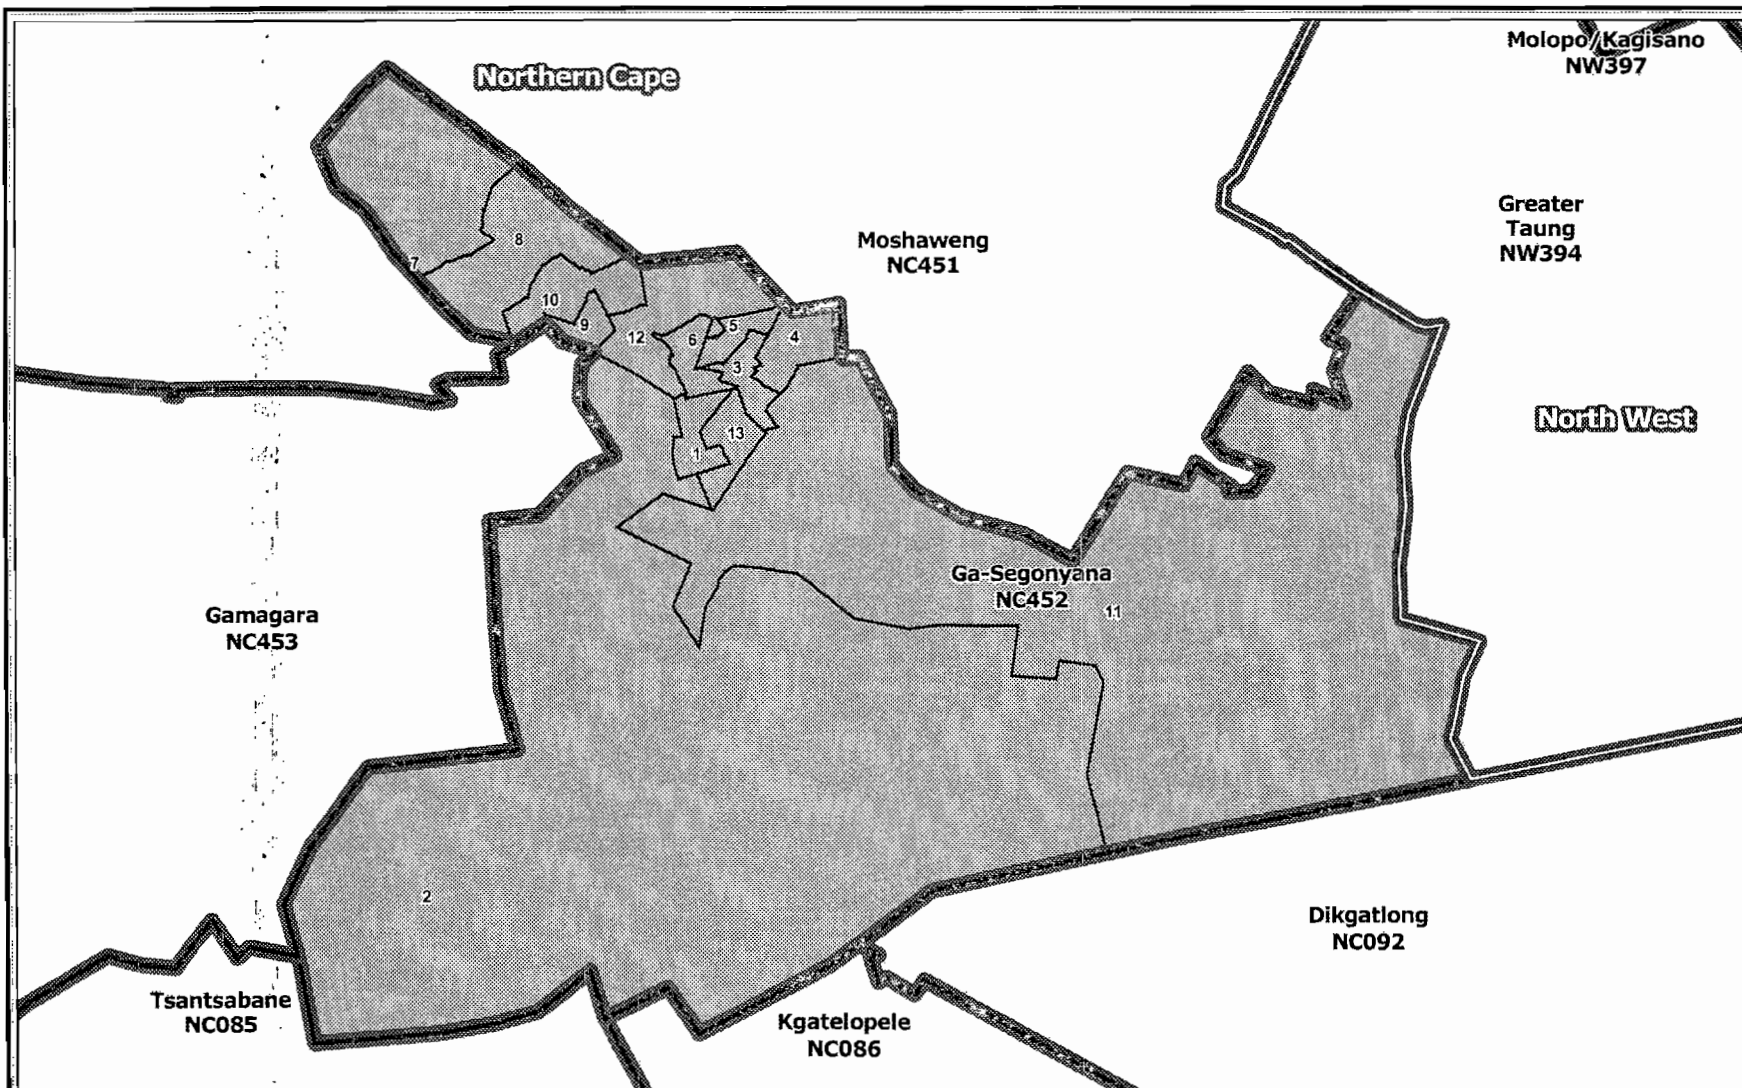 Molopo/Kagisano
NW397
Northern Cape
Greater
Taung
NW394
Moshaweng
NC451
8
7
10
9
12
6
5
4
3
13
1
North West
Ga-Segonyana
NC452
11
Gamagara
NC453
2
Dikgatlong
NC092
Tsantsabane
NC085
Kgatelopele
NC086